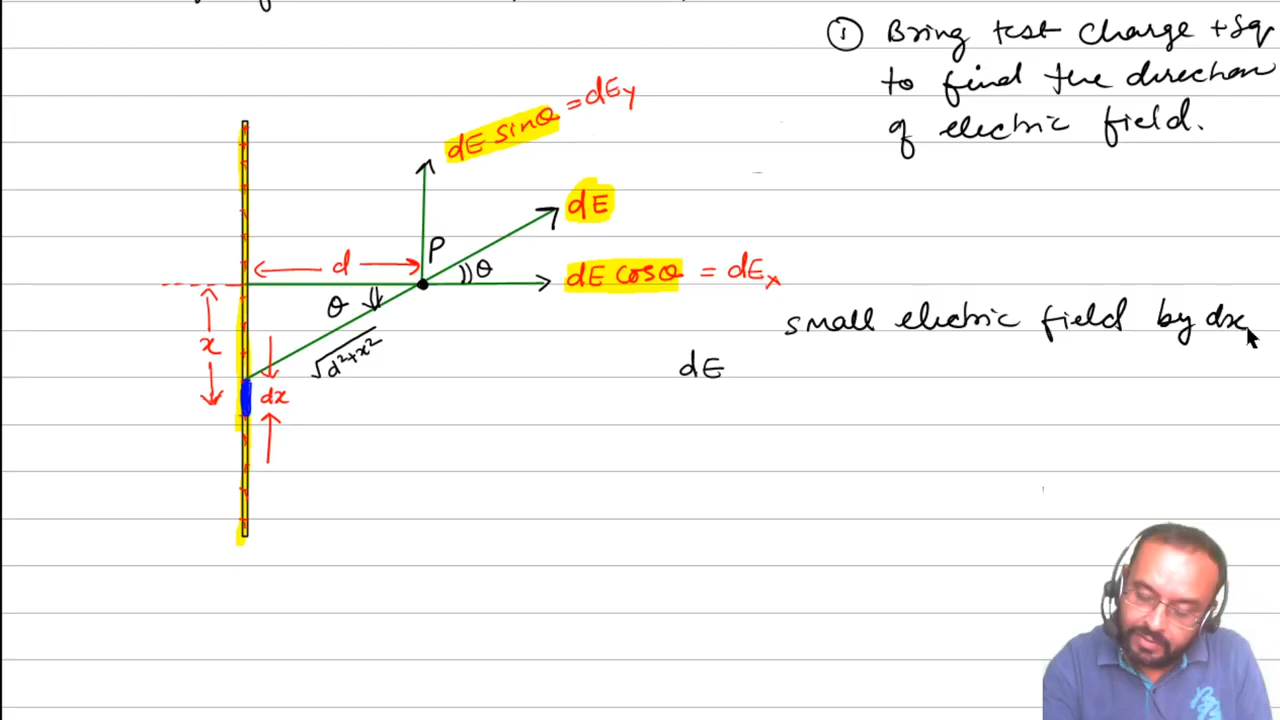 ① Bring test charge +δq
to find the direction
of electric field.
dE sinθ = dEy
dE
P
d
θ
dE cosθ = dEx
θ
x
√d²+x²
dx
small electric field by dx
dE